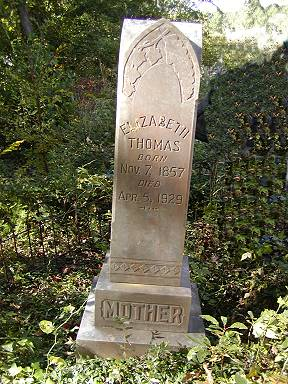 ELIZABETH
THOMAS
BORN
NOV. 7, 1857
DIED
APR. 5, 1929
MOTHER